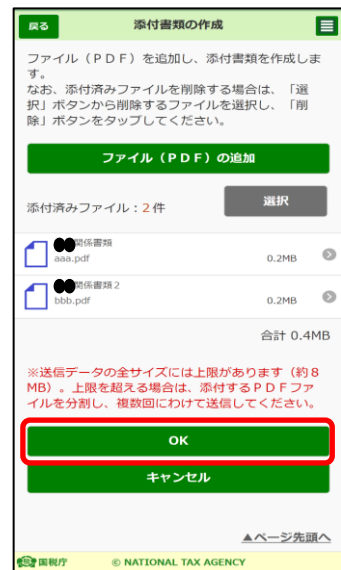 戻る
添付書類の作成
ファイル（ＰＤＦ）を追加し、添付書類を作成しま
す。
なお、添付済みファイルを削除する場合は、「選
択」ボタンから削除するファイルを選択し、「削
除」ボタンをタップしてください。
ファイル（ＰＤＦ）の追加
添付済みファイル：2 件
選択
●●関係書類
aaa.pdf
0.2MB
●●関係書類２
bbb.pdf
0.2MB
合計 0.4MB
※送信データの全サイズには上限があります（約８
MB）。上限を超える場合は、添付するＰＤＦファ
イルを分割し、複数回にわけて送信してください。
OK
キャンセル
▲ページ先頭へ
国税庁
© NATIONAL TAX AGENCY